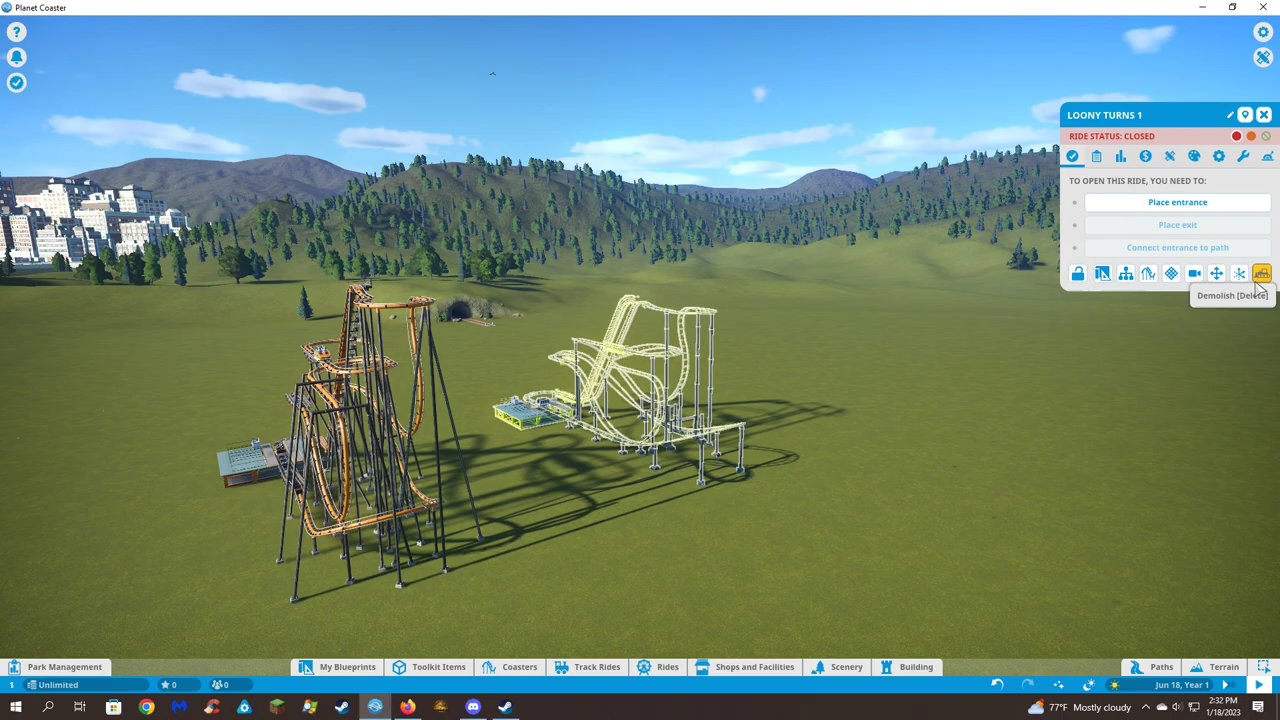 Planet Coaster
LOONY TURNS 1
RIDE STATUS: CLOSED
TO OPEN THIS RIDE, YOU NEED TO:
Place entrance
Place exit
Connect entrance to path
Demolish [Delete]
Park Management
My Blueprints
Toolkit Items
Coasters
Track Rides
Rides
Shops and Facilities
Scenery
Building
Paths
Terrain
1
Unlimited
0
0
Jun 18, Year 1
77°F Mostly cloudy
2:32 PM
1/18/2023